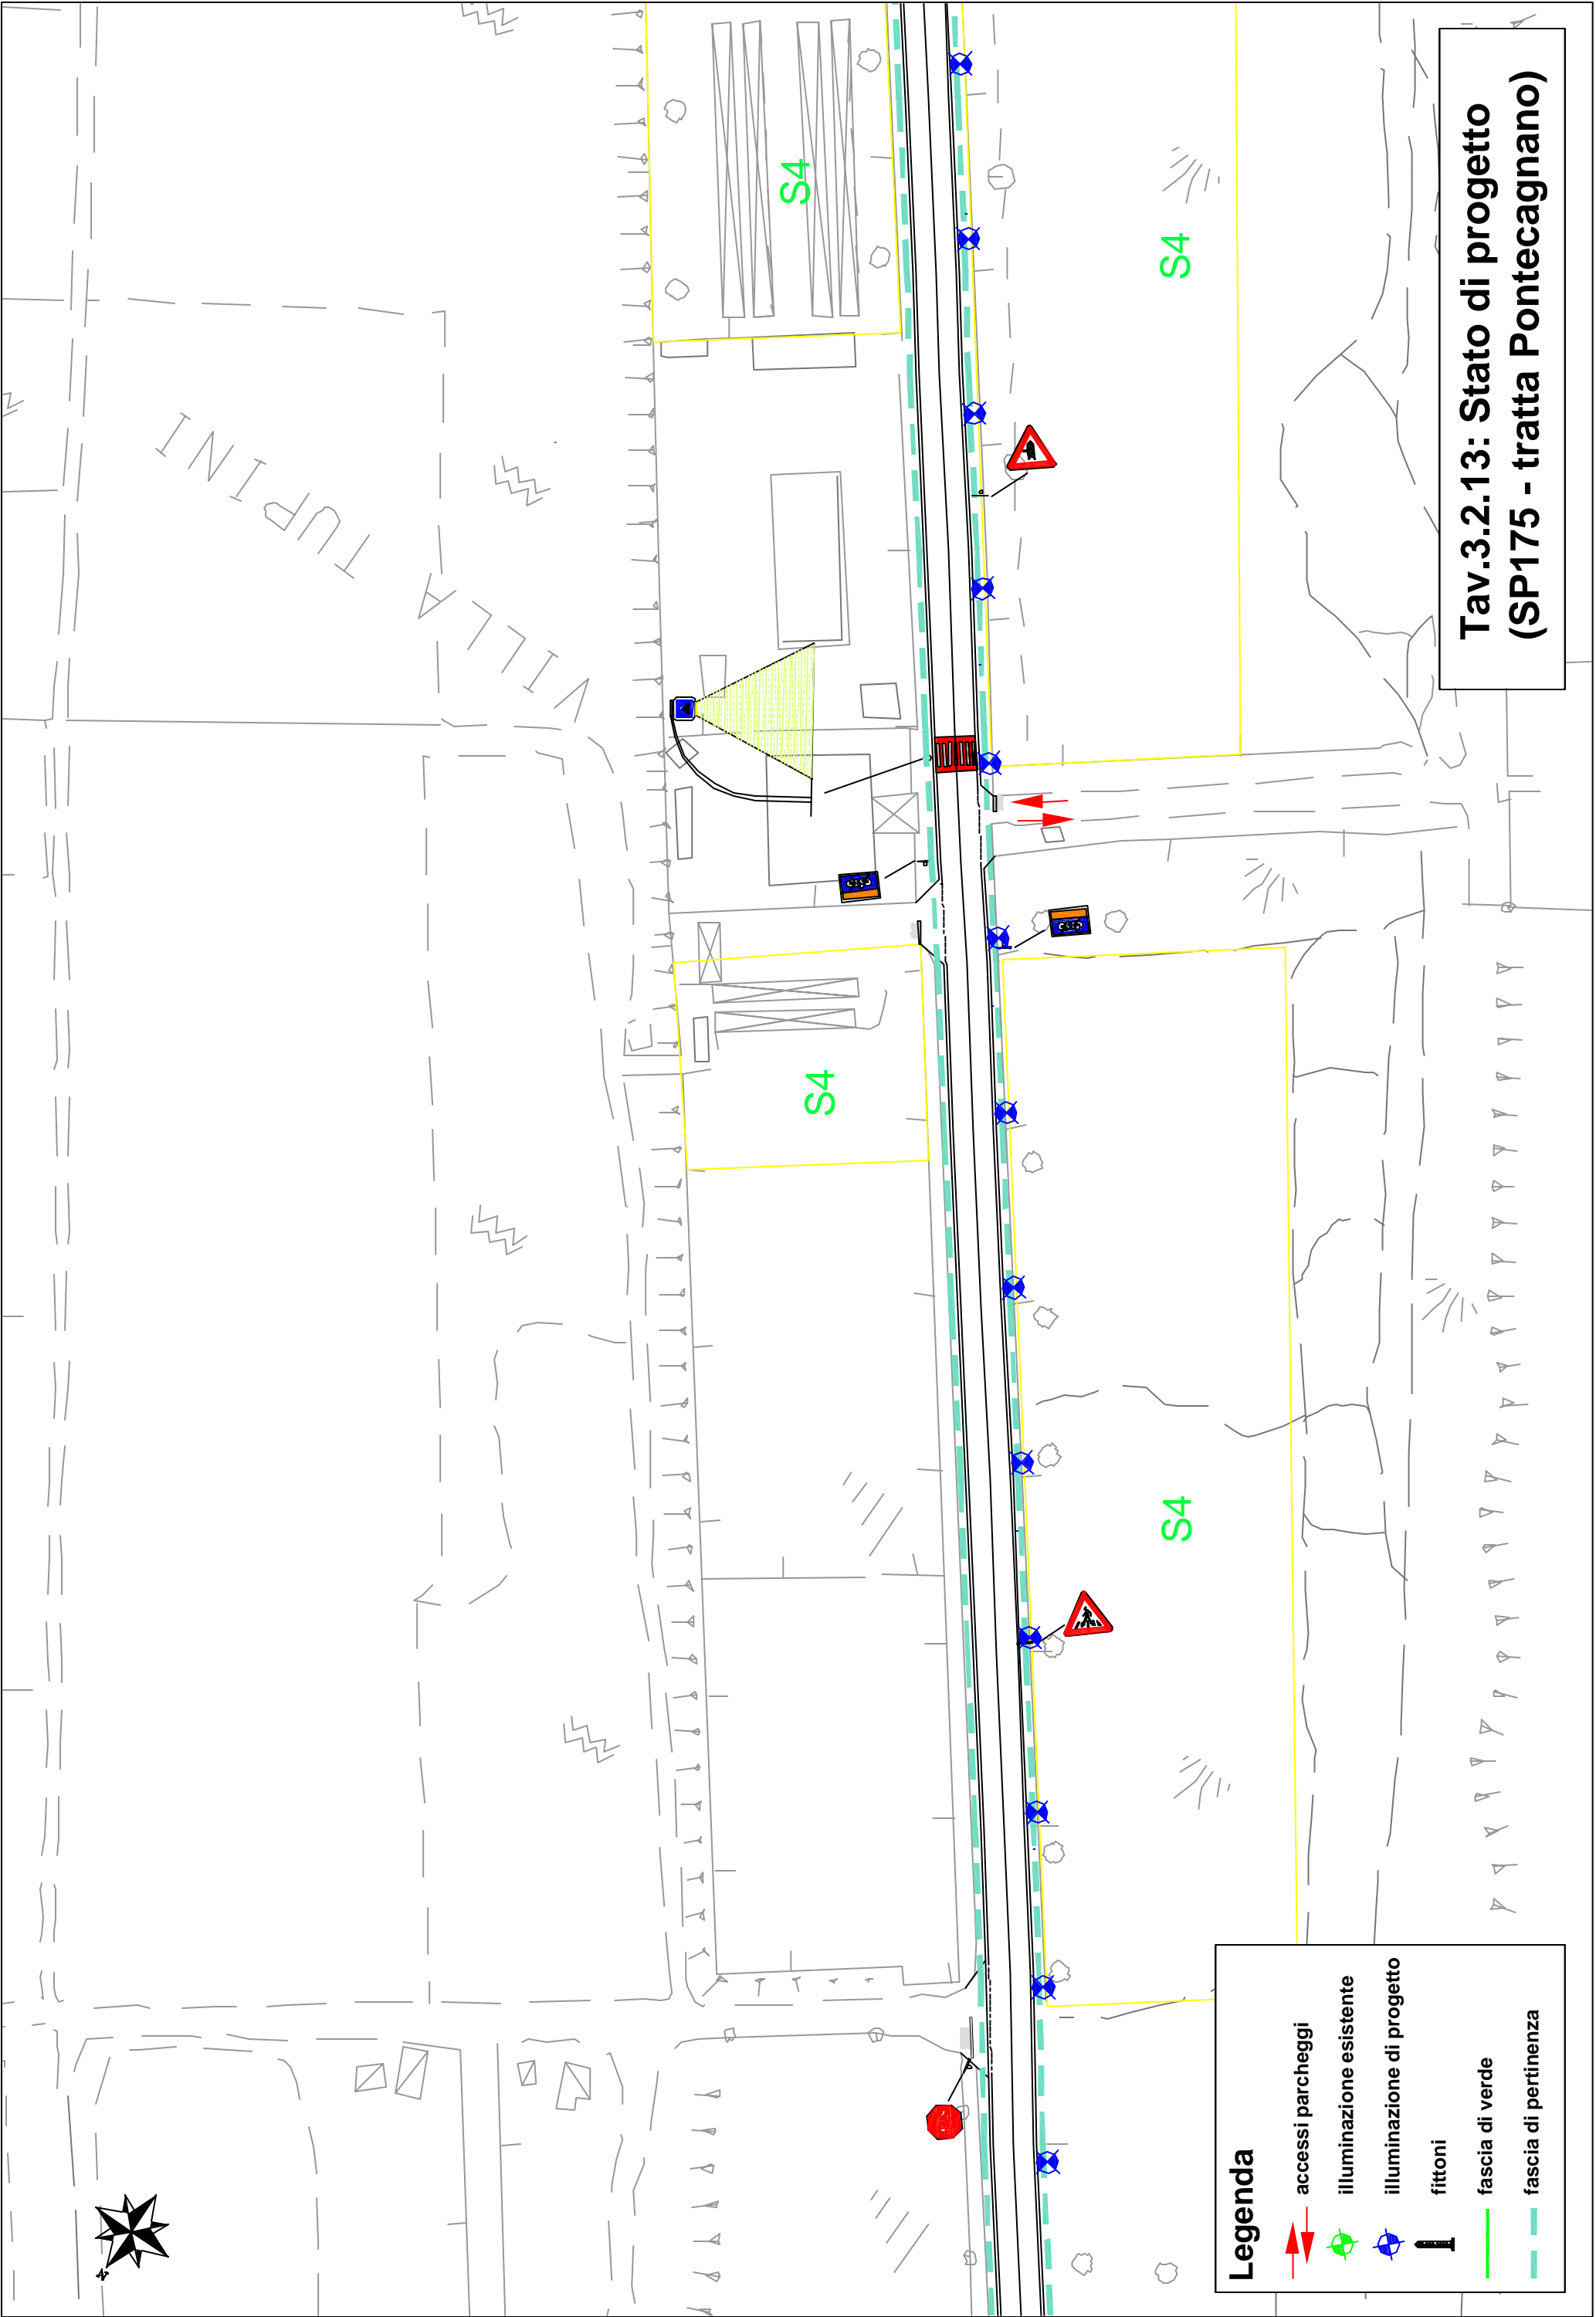 Tav.3.2.13: Stato di progetto
(SP175 - tratta Pontecagnano)
VILLA TUPINI
S4
S4
S4
S4
N
Legenda
accessi parcheggi
illuminazione esistente
illuminazione di progetto
fittoni
fascia di verde
fascia di pertinenza